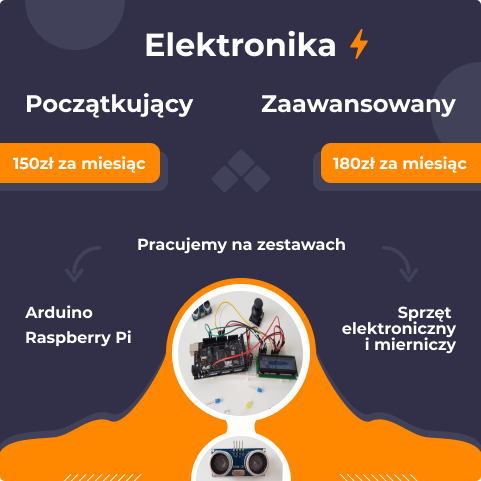 Elektronika
Początkujący
Zaawansowany
150zł za miesiąc
180zł za miesiąc
Pracujemy na zestawach
Arduino
Raspberry Pi
Sprzęt
elektroniczny
i mierniczy